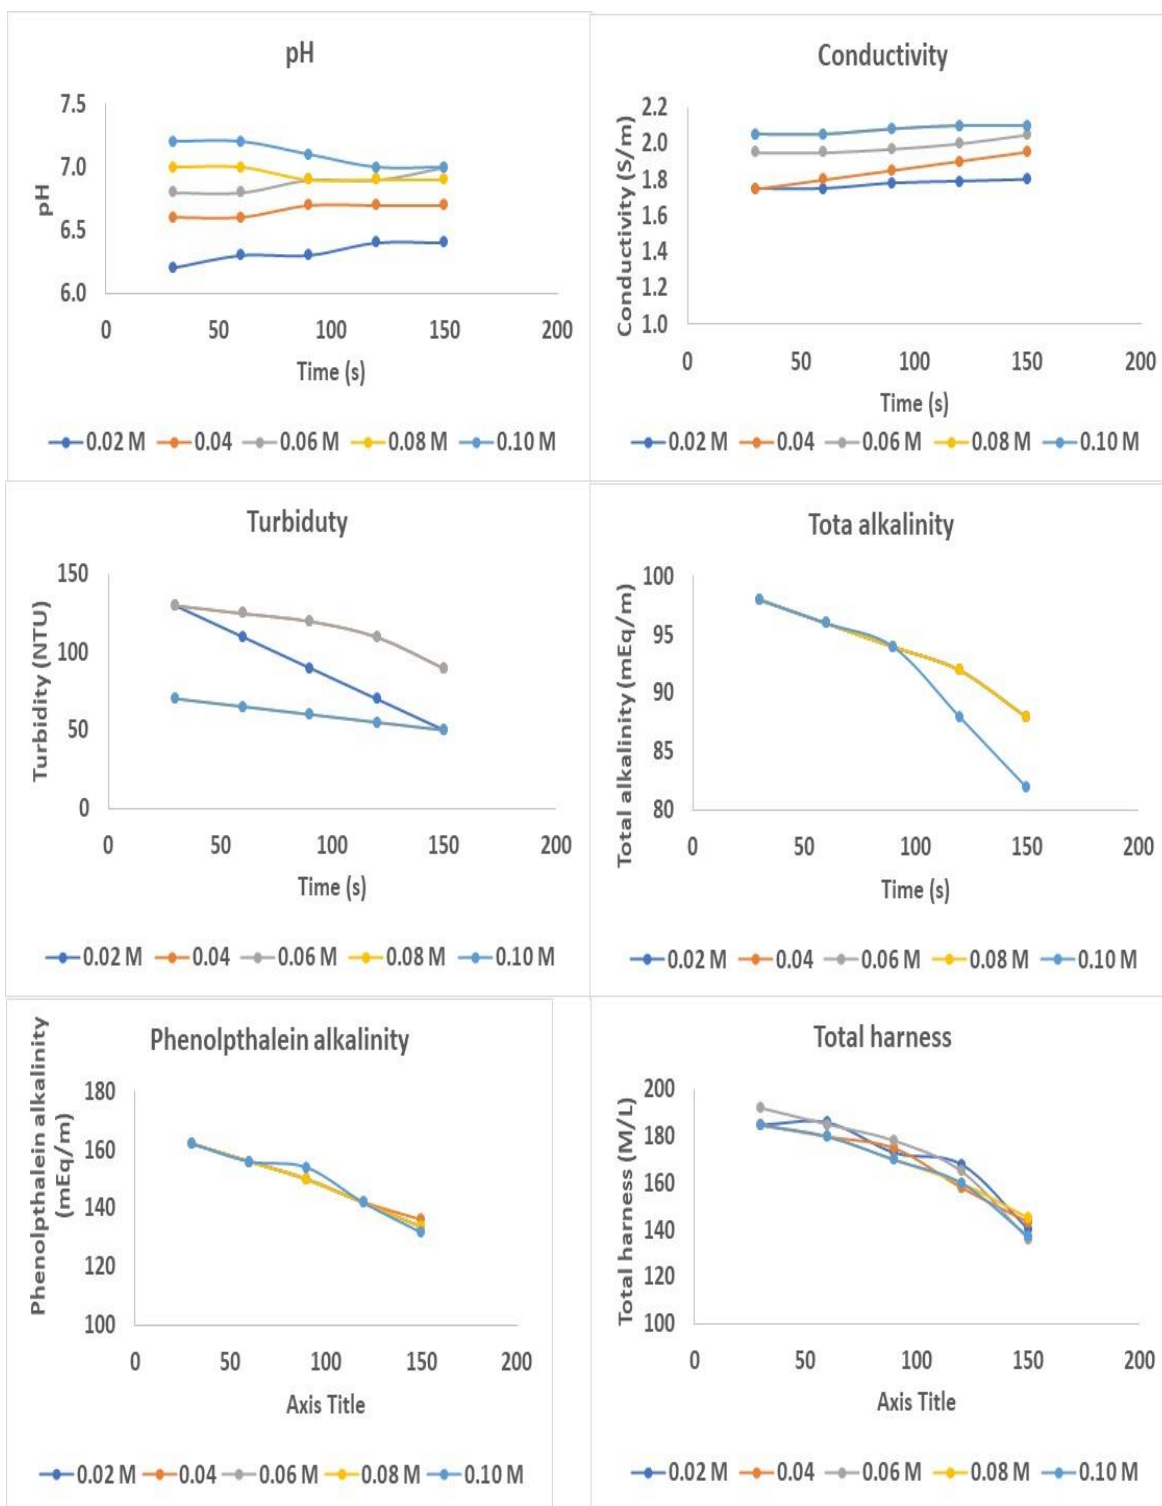 pH
7.5
7.0
6.5
6.0
pH
0 50 100 150 200
Time (s)
0.02 M 0.04 0.06 M 0.08 M 0.10 M
Conductivity
2.2
2.0
1.8
1.6
1.4
1.2
1.0
Conductivity (S/m)
0 50 100 150 200
Time (s)
0.02 M 0.04 0.06 M 0.08 M 0.10 M
Turbiduty
150
100
50
0
Turbidity (NTU)
0 50 100 150 200
Time (s)
0.02 M 0.04 0.06 M 0.08 M 0.10 M
Tota alkalinity
100
95
90
85
80
Total alkalinity (mEq/m)
0 50 100 150 200
Time (s)
0.02 M 0.04 0.06 M 0.08 M 0.10 M
Phenolpthalein alkalinity
180
160
140
120
100
Phenolpthalein alkalinity
(mEq/m)
0 50 100 150 200
Axis Title
0.02 M 0.04 0.06 M 0.08 M 0.10 M
Total harness
200
180
160
140
120
100
Total harness (M/L)
0 50 100 150 200
Axis Title
0.02 M 0.04 0.06 M 0.08 M 0.10 M